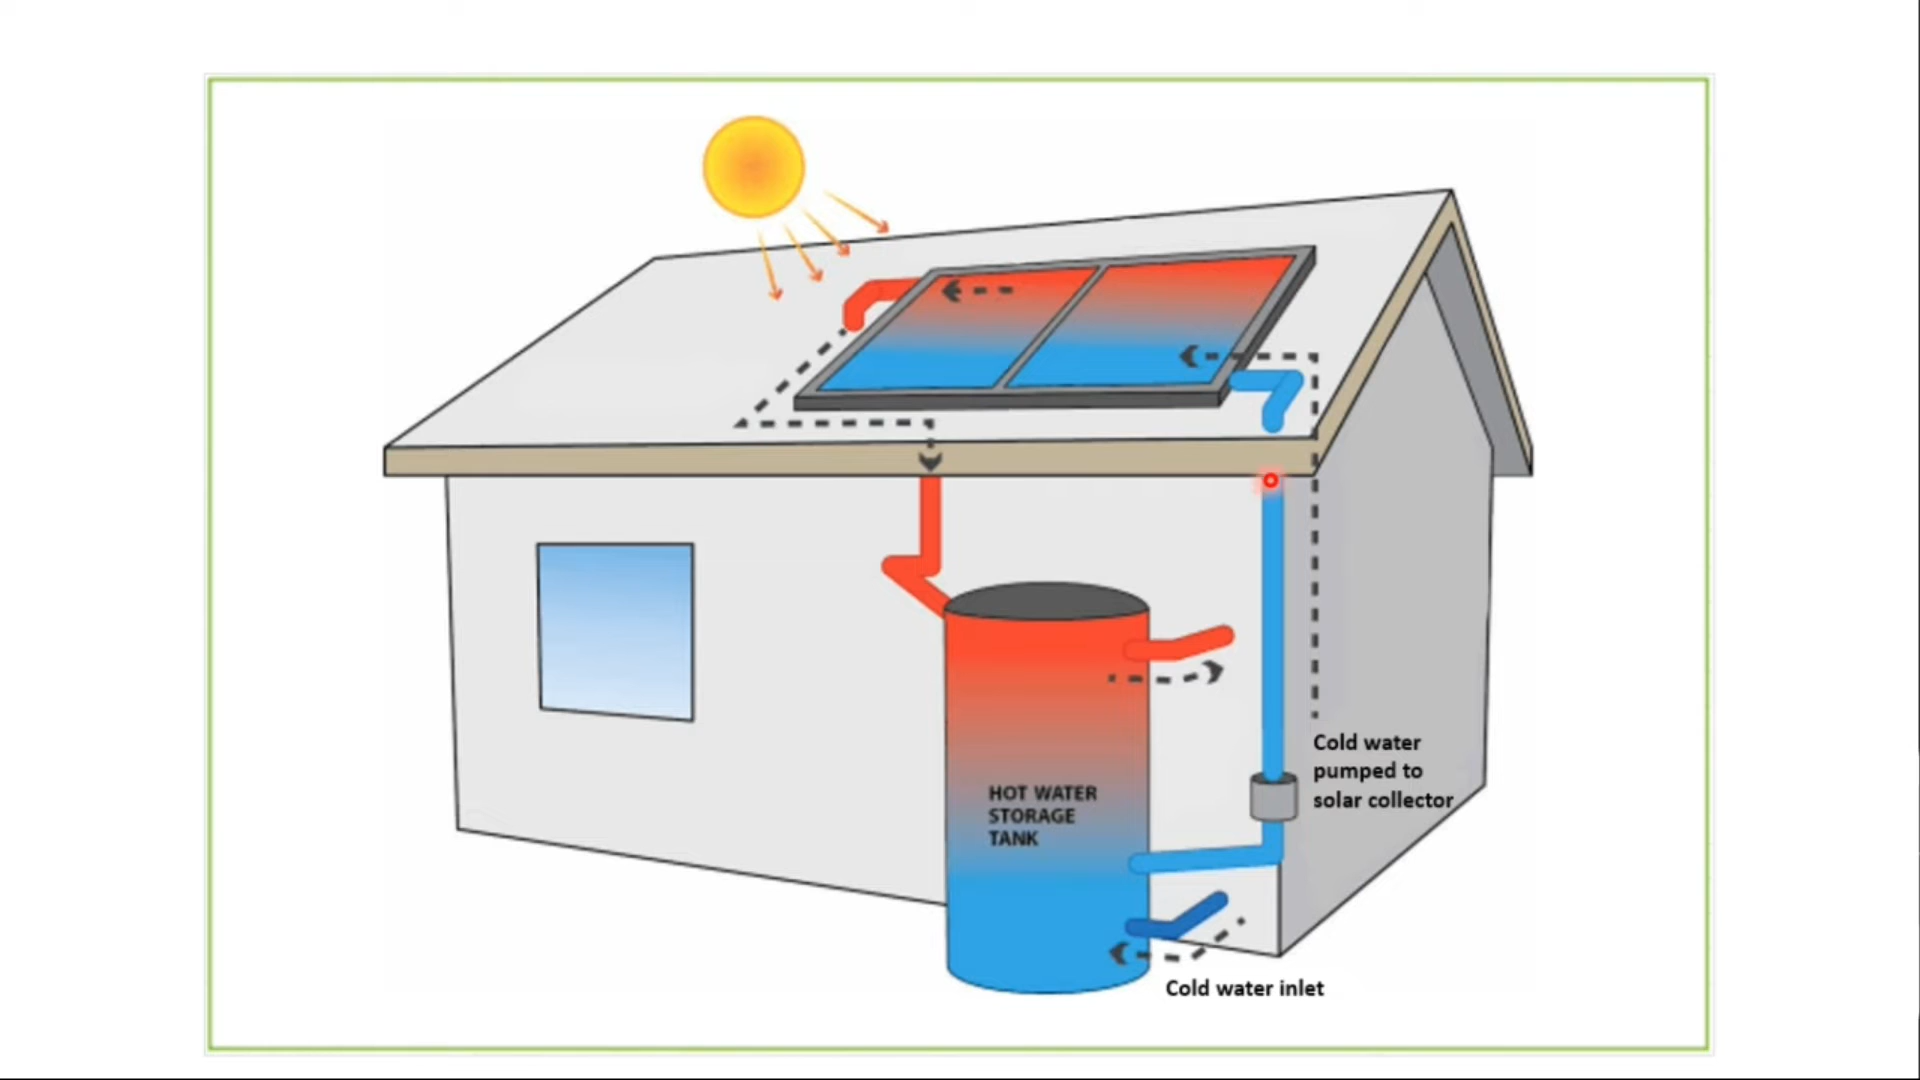 Cold water
pumped to
solar collector
HOT WATER
STORAGE
TANK
Cold water inlet